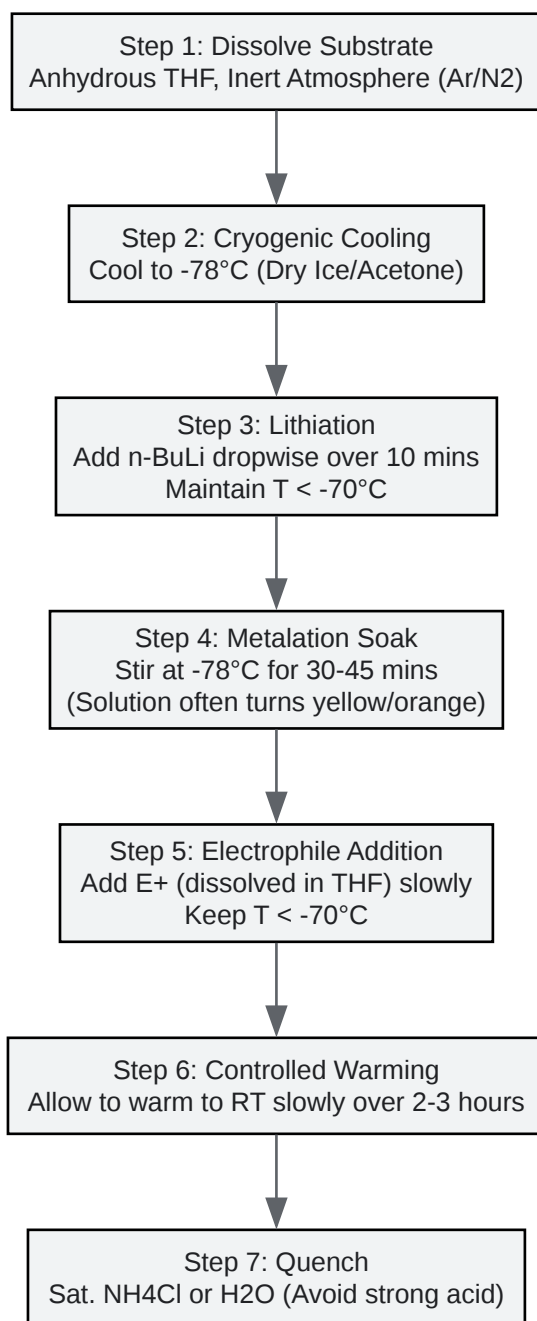 Step 1: Dissolve Substrate
Anhydrous THF, Inert Atmosphere (Ar/N2)
Step 2: Cryogenic Cooling
Cool to -78°C (Dry Ice/Acetone)
Step 3: Lithiation
Add n-BuLi dropwise over 10 mins
Maintain T < -70°C
Step 4: Metalation Soak
Stir at -78°C for 30-45 mins
(Solution often turns yellow/orange)
Step 5: Electrophile Addition
Add E+ (dissolved in THF) slowly
Keep T < -70°C
Step 6: Controlled Warming
Allow to warm to RT slowly over 2-3 hours
Step 7: Quench
Sat. NH4Cl or H2O (Avoid strong acid)